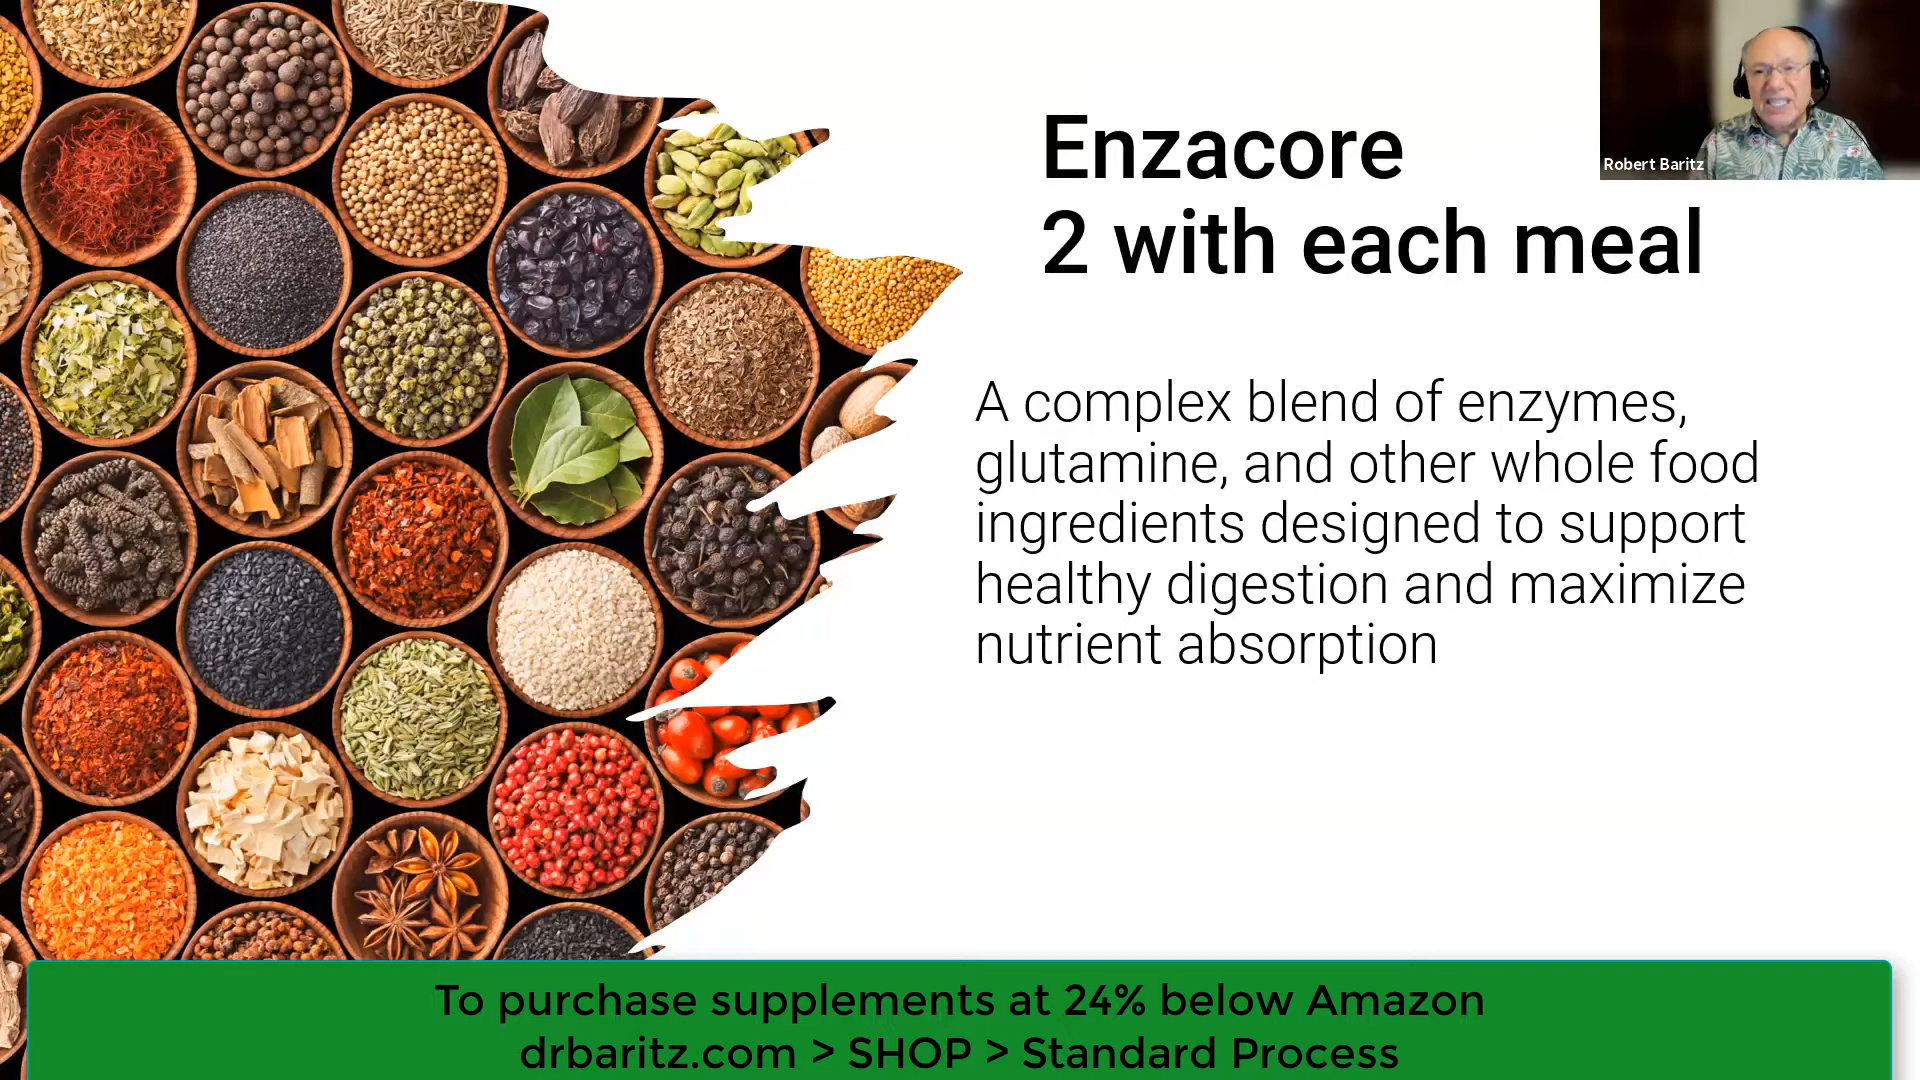 Enzacore
2 with each meal
Robert Baritz
A complex blend of enzymes,
glutamine, and other whole food
ingredients designed to support
healthy digestion and maximize
nutrient absorption
To purchase supplements at 24% below Amazon
drbaritz.com > SHOP > Standard Process